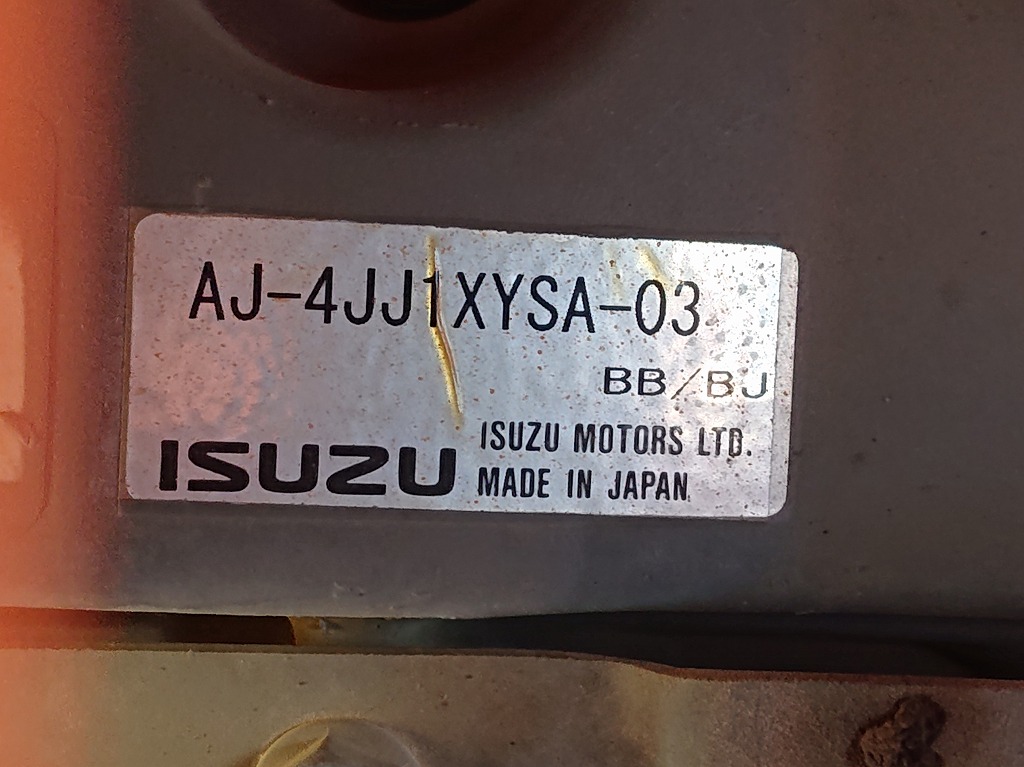 AJ-4JJ1XYSA-03
BB/BJ
ISUZU
ISUZU MOTORS LTD.
MADE IN JAPAN